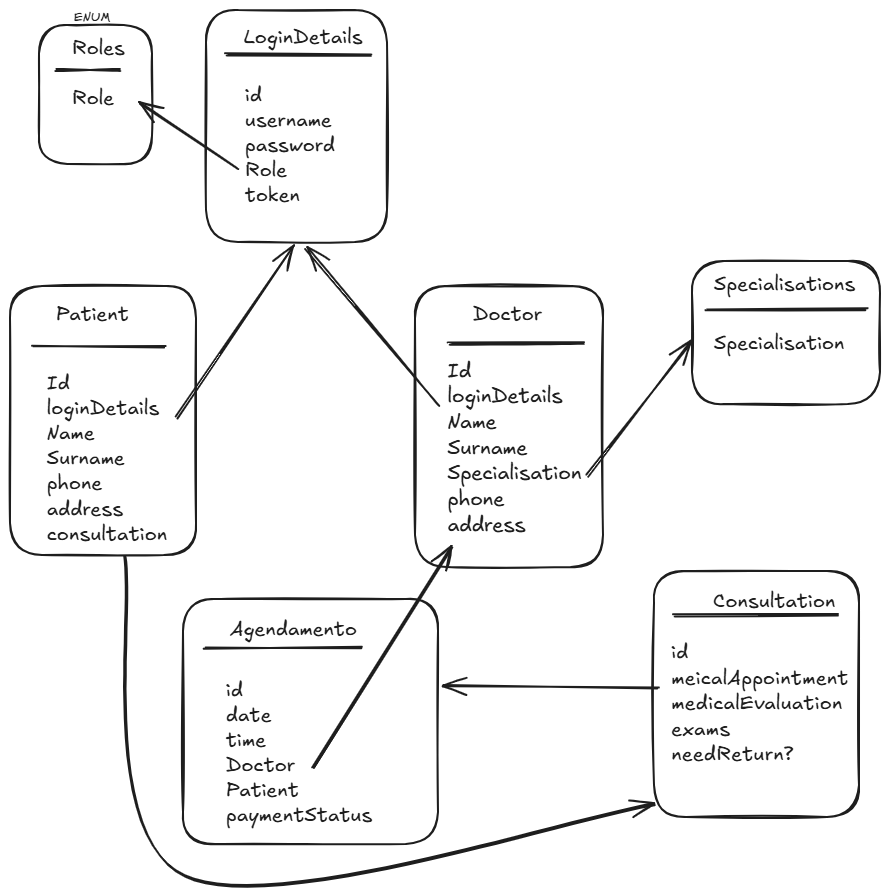 ENUM
Roles
Role
LoginDetails
id
username
password
Role
token
Patient
Id
loginDetails
Name
Surname
phone
address
consultation
Doctor
Id
loginDetails
Name
Surname
Specialisation
phone
address
Specialisations
Specialisation
Agendamento
id
date
time
Doctor
Patient
paymentStatus
Consultation
id
meicalAppointment
medicalEvaluation
exams
needReturn?